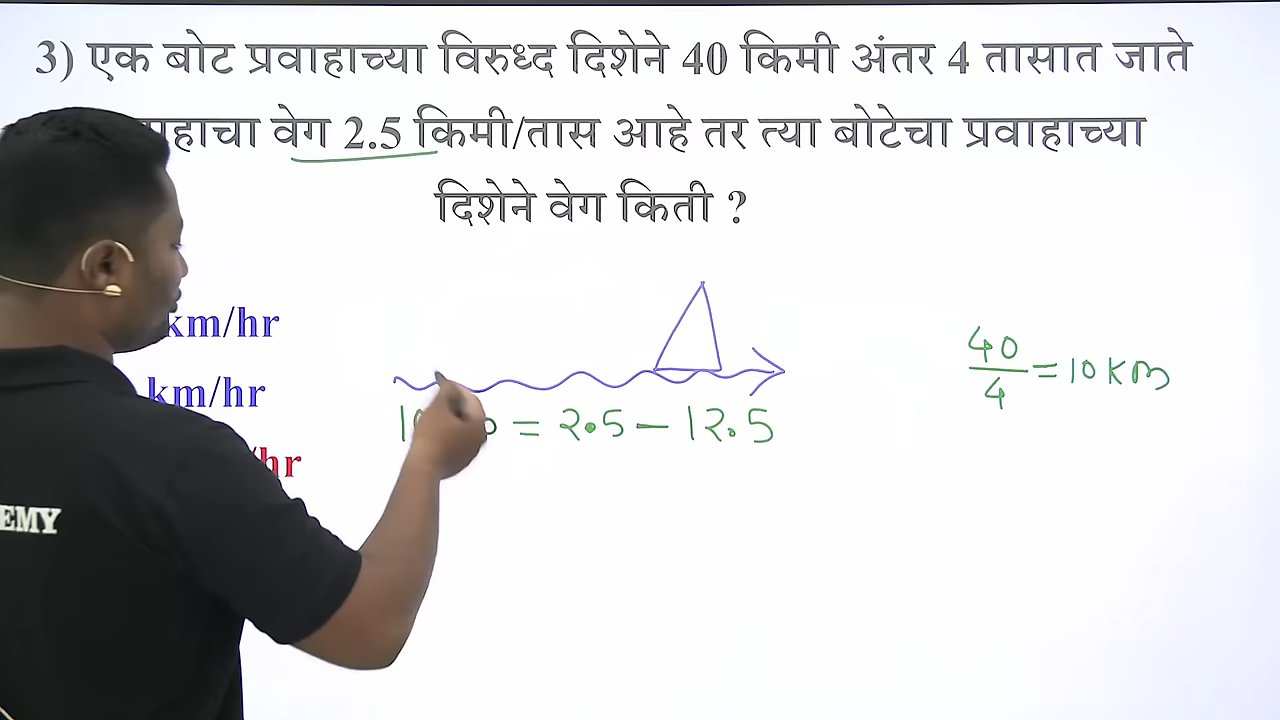 3) एक बोट प्रवाहाच्या विरुध्द दिशेने 40 किमी अंतर 4 तासात जाते
वेग 2.5 किमी/तास आहे तर त्या बोटेचा प्रवाहाच्या
दिशेने वेग किती ?
km/hr
km/hr
/hr
40
4
= 10 KM
= 2.5 — 12.5
EMY